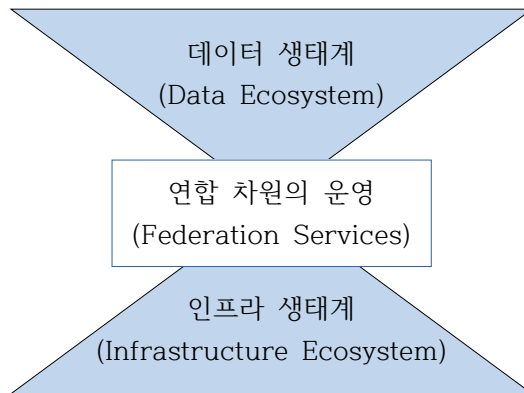 데이터 생태계
(Data Ecosystem)
연합 차원의 운영
(Federation Services)
인프라 생태계
(Infrastructure Ecosystem)